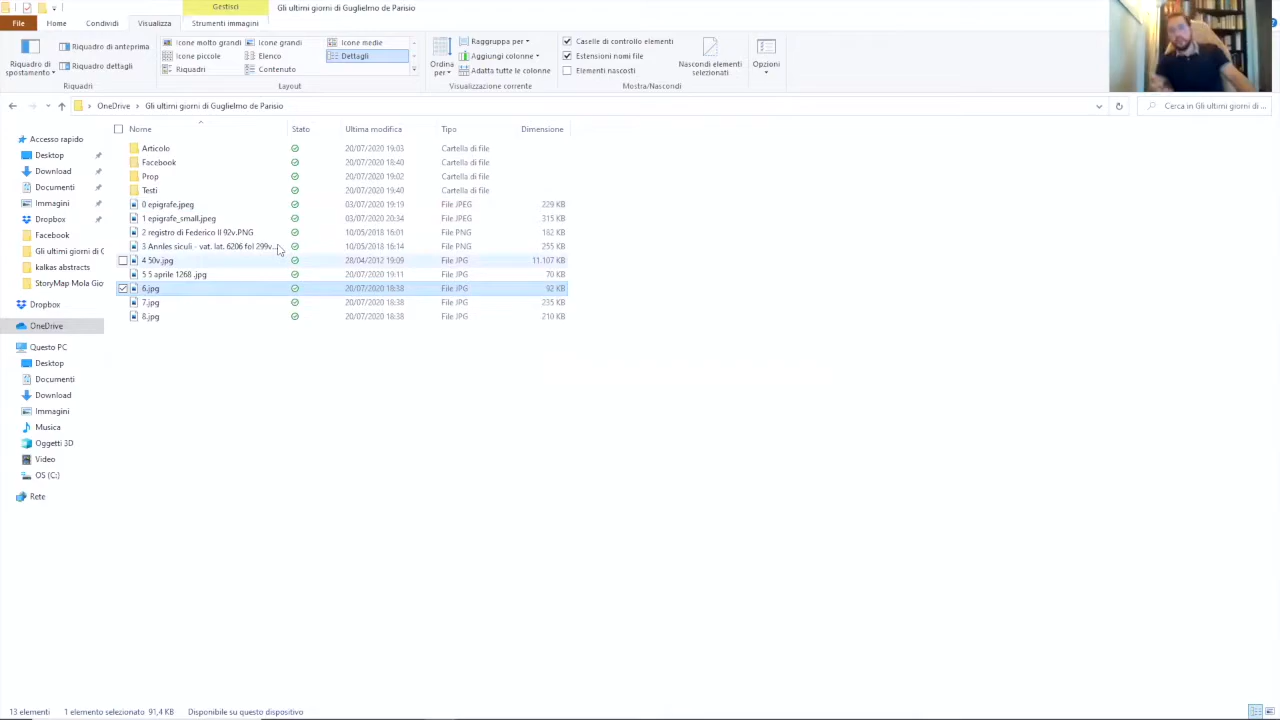 Gestisci
Gli ultimi giorni di Guglielmo de Parisio
File
Home
Condividi
Visualizza
Strumenti immagini
Riquadro di spostamento
Riquadro di anteprima
Riquadro dettagli
Riquadri
Icone molto grandi
Icone grandi
Icone medie
Icone piccole
Elenco
Dettagli
Riquadri
Contenuto
Layout
Ordina per
Raggruppa per
Aggiungi colonne
Adatta tutte le colonne
Visualizzazione corrente
Caselle di controllo elementi
Estensioni nomi file
Elementi nascosti
Nascondi elementi selezionati
Mostra/Nascondi
Opzioni
OneDrive
Gli ultimi giorni di Guglielmo de Parisio
Cerca in Gli ultimi giorni di...
Nome Stato Ultima modifica Tipo Dimensione
Articolo 20/07/2020 19:03 Cartella di file
Facebook 20/07/2020 18:40 Cartella di file
Prop 20/07/2020 19:02 Cartella di file
Testi 20/07/2020 19:40 Cartella di file
0 epigrafe.jpeg 03/07/2020 19:19 File JPEG 229 KB
1 epigrafe_small.jpeg 03/07/2020 20:34 File JPEG 315 KB
2 registro di Federico II 92v.PNG 10/05/2018 16:01 File PNG 182 KB
3 Annles siculi - vat. lat. 6206 fol 299v... 10/05/2018 16:14 File PNG 255 KB
4 50v.jpg 28/04/2012 19:09 File JPG 11.107 KB
5 5 aprile 1268 .jpg 20/07/2020 19:11 File JPG 70 KB
6.jpg 20/07/2020 18:38 File JPG 92 KB
7.jpg 20/07/2020 18:38 File JPG 235 KB
8.jpg 20/07/2020 18:38 File JPG 210 KB
Accesso rapido
Desktop
Download
Documenti
Immagini
Dropbox
Facebook
Gli ultimi giorni di G
kalkas abstracts
StoryMap Mola Gio
Dropbox
OneDrive
Questo PC
Desktop
Documenti
Download
Immagini
Musica
Oggetti 3D
Video
OS (C:)
Rete
13 elementi 1 elemento selezionato 91,4 KB Disponibile su questo dispositivo